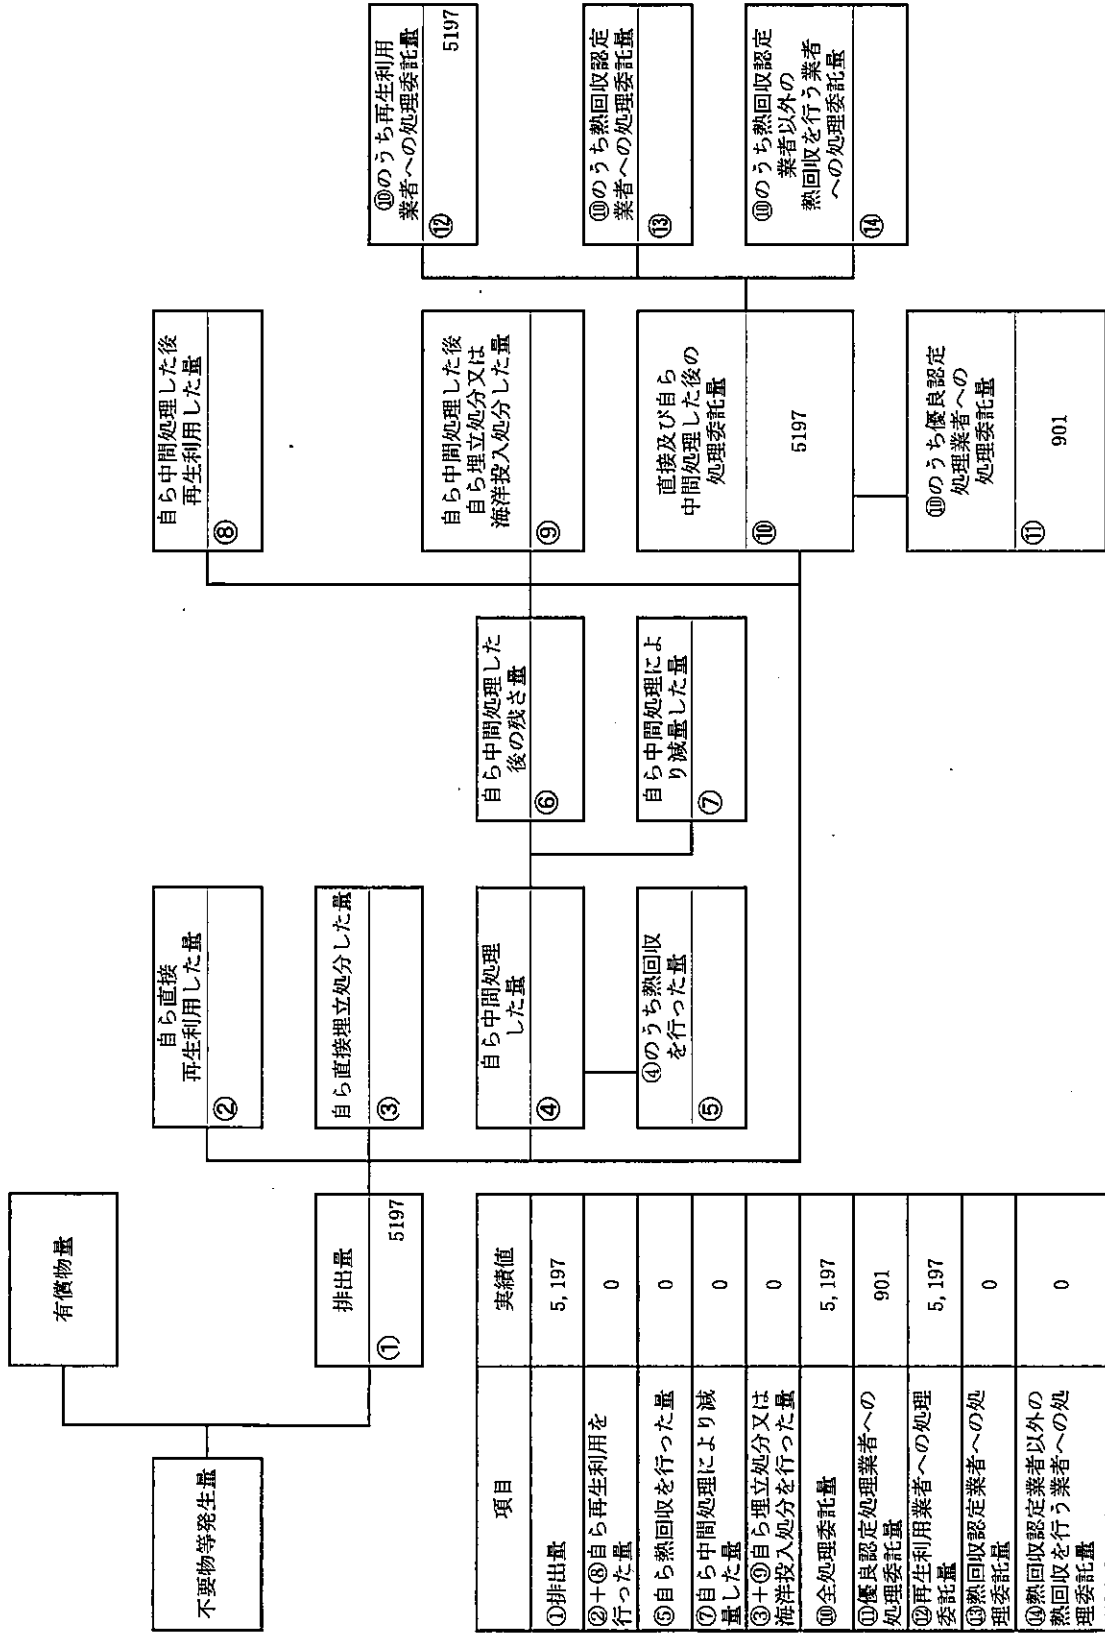 不要物等発生量
有償物量
排出量
①
5197
自ら直接
再生利用した量
②
自ら直接埋立処分した量
③
自ら中間処理
した量
④
④のうち熱回収
を行った量
⑤
自ら中間処理した
後の残さ量
⑥
自ら中間処理によ
り減量した量
⑦
自ら中間処理した後
再生利用した量
⑧
自ら中間処理した後
自ら埋立処分又は
海洋投入処分した量
⑨
直接及び自ら
中間処理した後の
処理委託量
⑩
5197
⑩のうち優良認定
処理業者への
処理委託量
⑪
901
⑩のうち再生利用
業者への処理委託量
⑫
5197
⑩のうち熱回収認定
業者への処理委託量
⑬
⑩のうち熱回収認定
業者以外の
熱回収を行う業者
への処理委託量
⑭
項目 実績値
①排出量 5,197
②+⑧自ら再生利用を
行った量 0
⑤自ら熱回収を行った量 0
⑦自ら中間処理により減
量した量 0
③+⑨自ら埋立処分又は
海洋投入処分を行った量 0
⑩全処理委託量 5,197
⑪優良認定処理業者への
処理委託量 901
⑫再生利用業者への処理
委託量 5,197
⑬熱回収認定業者への処
理委託量 0
⑭熱回収認定業者以外の
熱回収を行う業者への処
理委託量 0